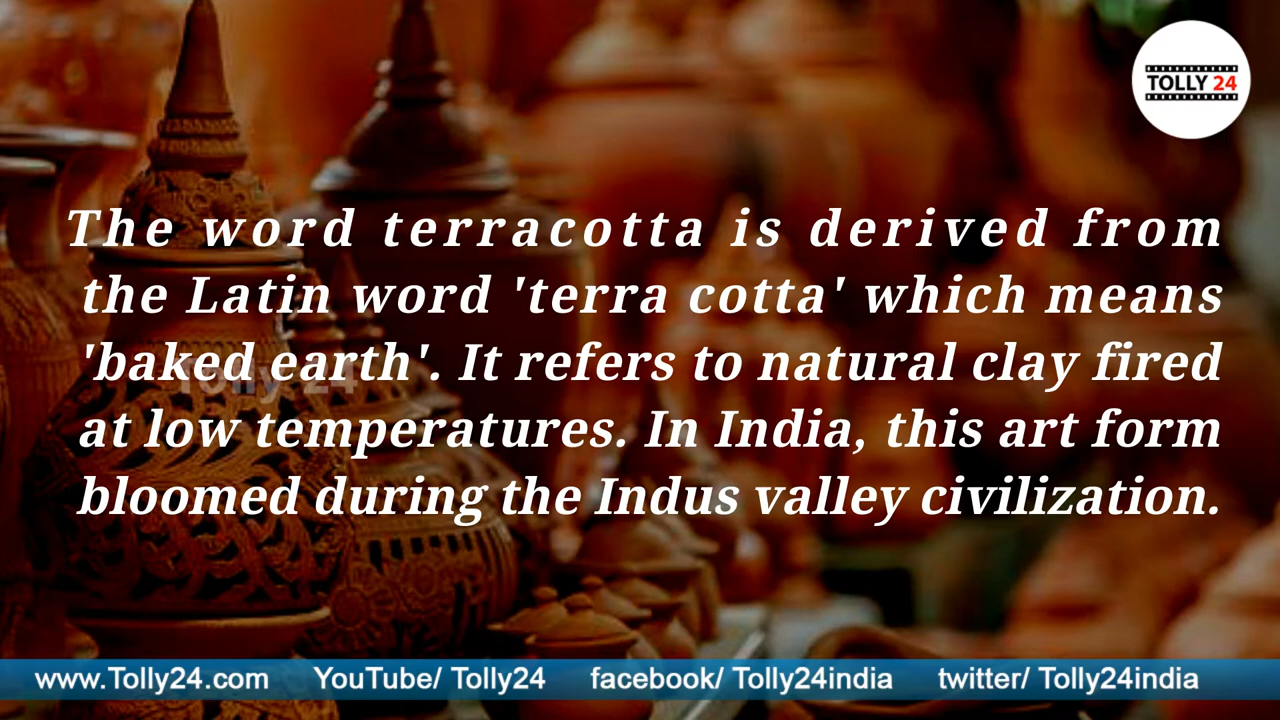 TOLLY 24
The word terracotta is derived from
the Latin word 'terra cotta' which means
'baked earth'. It refers to natural clay fired
at low temperatures. In India, this art form
bloomed during the Indus valley civilization.
Tolly 24
www.Tolly24.com YouTube/ Tolly24 facebook/ Tolly24india twitter/ Tolly24india